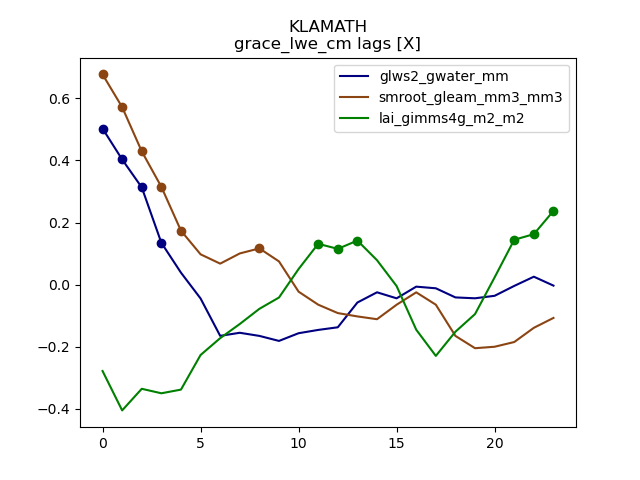 KLAMATH
grace_lwe_cm lags [X]
glws2_gwater_mm
smroot_gleam_mm3_mm3
lai_gimms4g_m2_m2
0.6
0.4
0.2
0.0
−0.2
−0.4
0 5 10 15 20